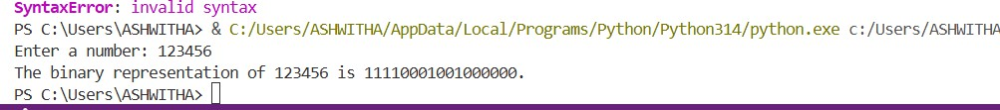 SyntaxError: invalid syntax
PS C:\Users\ASHWITHA> & C:/Users/ASHWITHA/AppData/Local/Programs/Python/Python314/python.exe c:/Users/ASHWITHA
Enter a number: 123456
The binary representation of 123456 is 11110001001000000.
PS C:\Users\ASHWITHA>